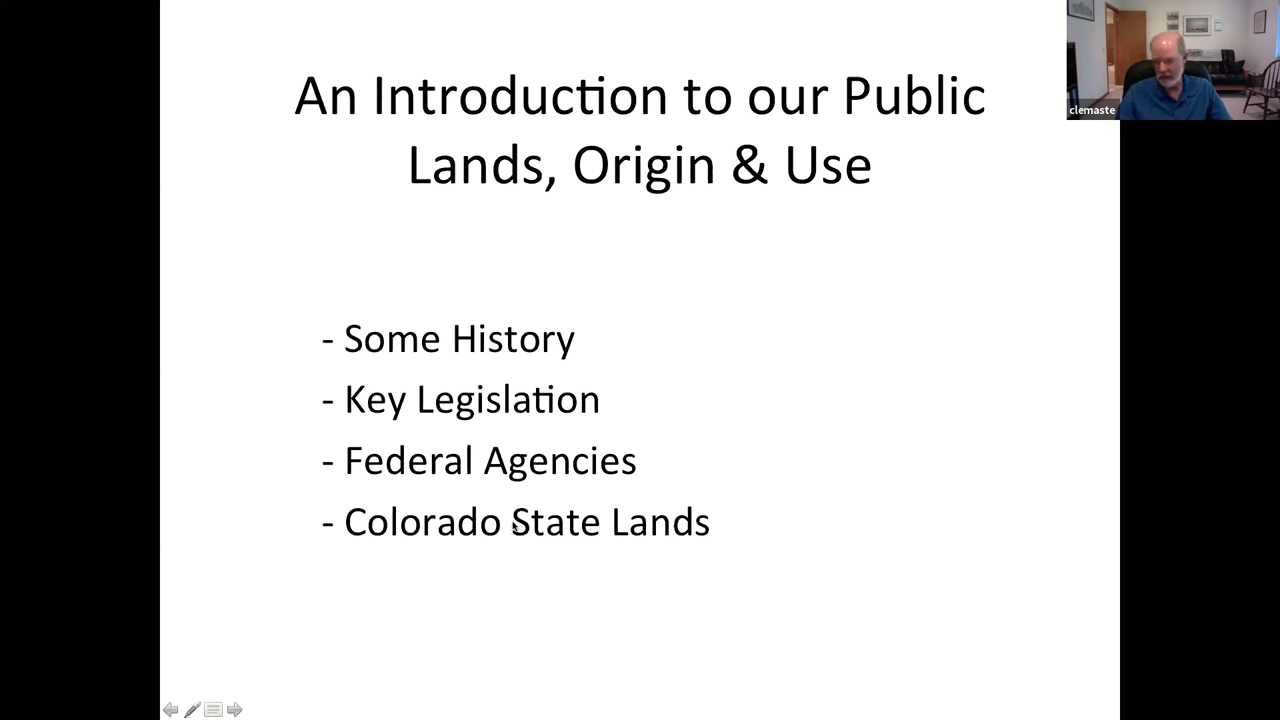 An Introduction to our Public
Lands, Origin & Use
- Some History
- Key Legislation
- Federal Agencies
- Colorado State Lands
clemaste